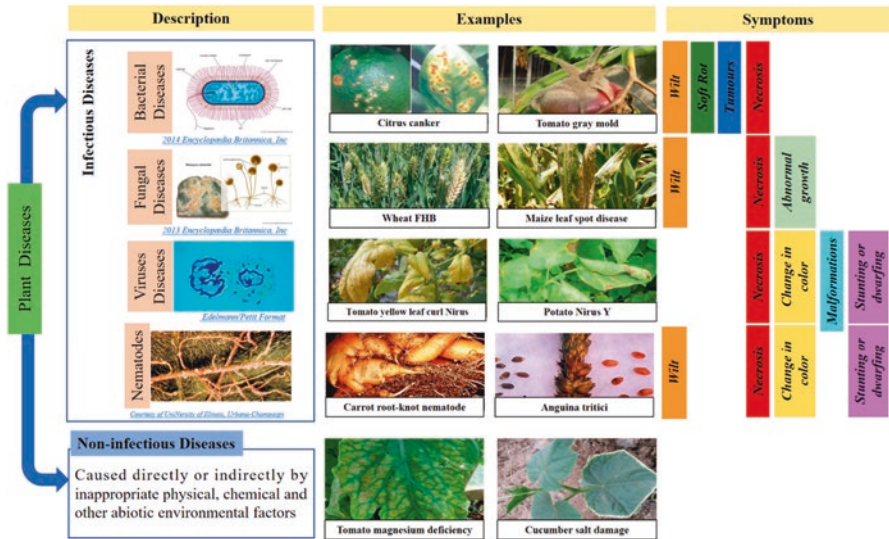 Description
Examples
Symptoms
Plant Diseases
Infectious Diseases
Bacterial
Diseases
2014 Encyclopædia Britannica, Inc
Citrus canker
Tomato gray mold
Wilt
Soft Rot
Tumours
Necrosis
Fungal
Diseases
2013 Encyclopædia Britannica, Inc
Wheat FHB
Maize leaf spot disease
Wilt
Necrosis
Abnormal
growth
Viruses
Diseases
Edelmann/Petit Format
Tomato yellow leaf curl Nirus
Potato Nirus Y
Necrosis
Change in
color
Malformations
Stunting or
dwarfing
Nematodes
Courtesy of UniNersity of Illinois, Urbana-Champaign
Carrot root-knot nematode
Anguina tritici
Wilt
Necrosis
Change in
color
Stunting or
dwarfing
Non-infectious Diseases
Caused directly or indirectly by
inappropriate physical, chemical and
other abiotic environmental factors
Tomato magnesium deficiency
Cucumber salt damage